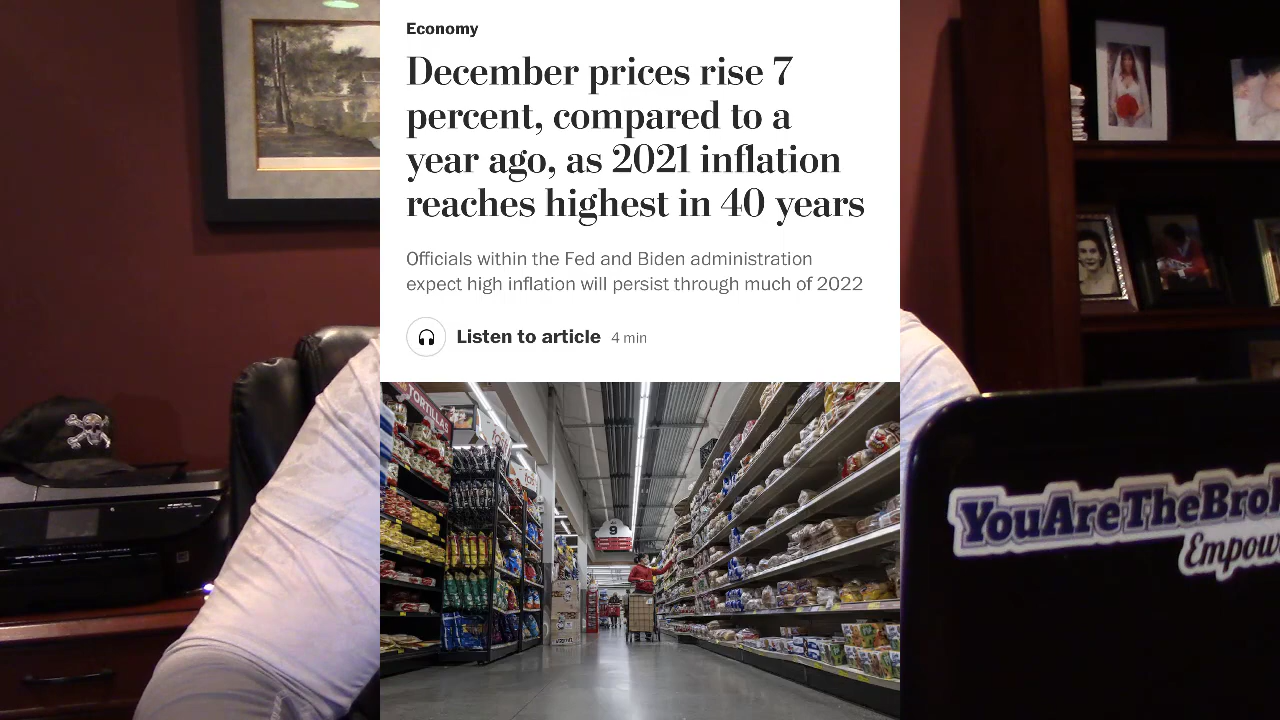 Economy
December prices rise 7
percent, compared to a
year ago, as 2021 inflation
reaches highest in 40 years
Officials within the Fed and Biden administration
expect high inflation will persist through much of 2022
Listen to article 4 min
TORTILLAS
9
YouAreTheBro
Empow